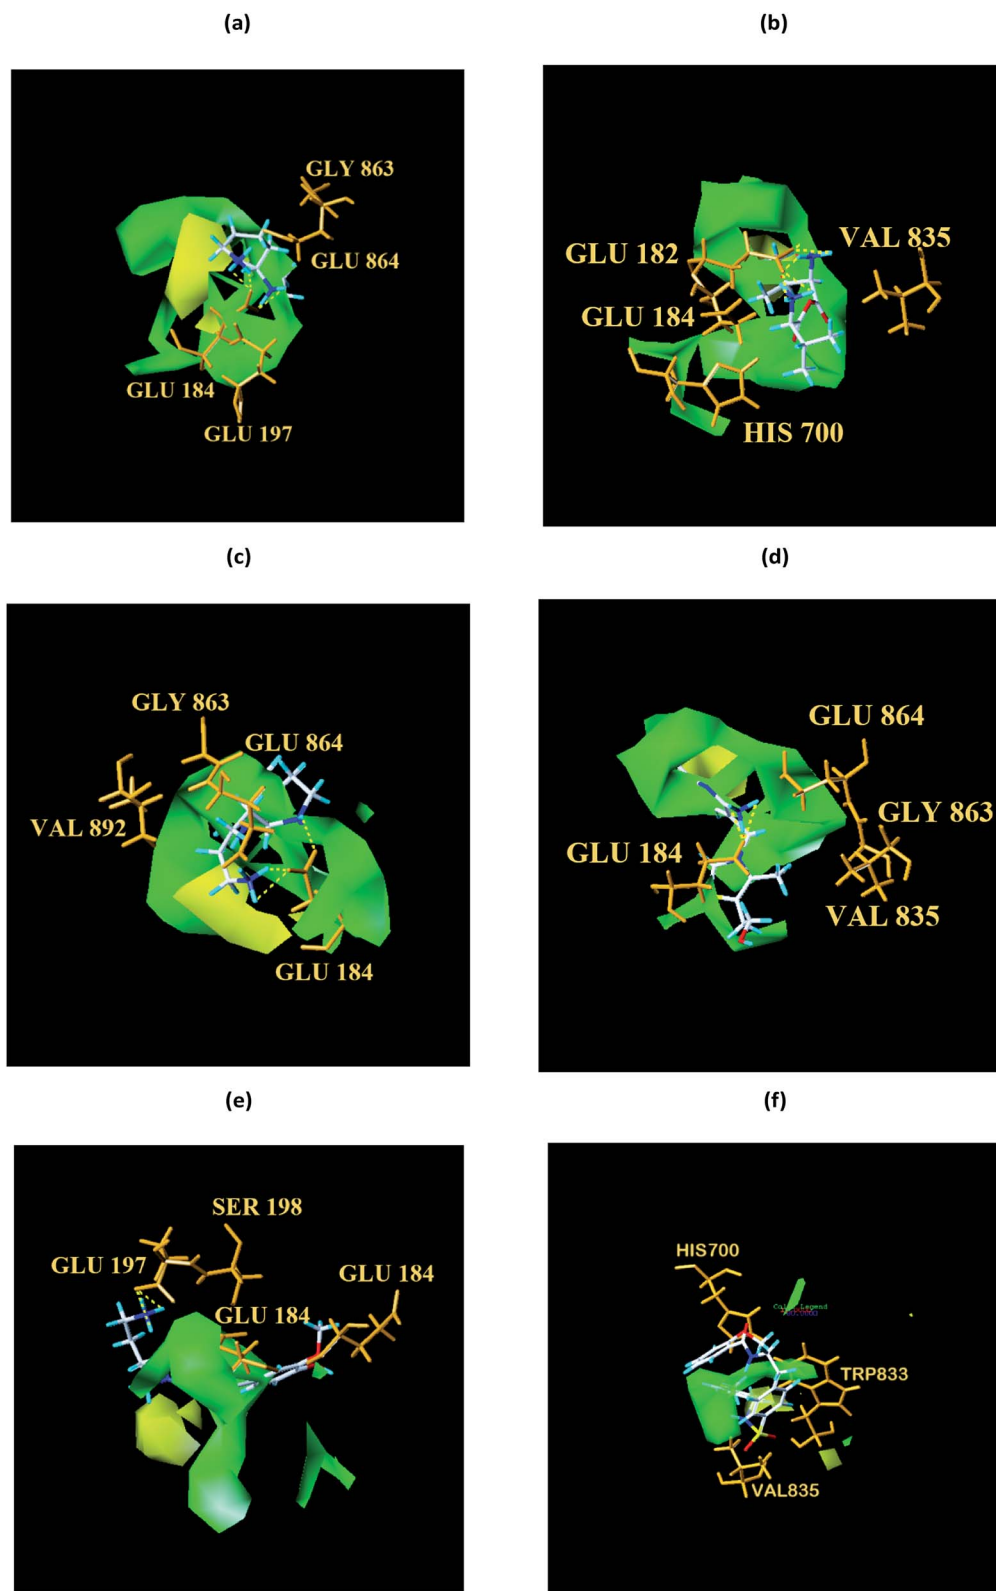 (a)
(b)
GLY 863
GLU 864
GLU 184
GLU 197
GLU 182
VAL 835
GLU 184
HIS 700
(c)
(d)
GLY 863
GLU 864
VAL 892
GLU 184
GLU 864
GLY 863
GLU 184
VAL 835
(e)
(f)
SER 198
GLU 197
GLU 184
GLU 184
HIS700
Color Legend
TRP833
VAL835